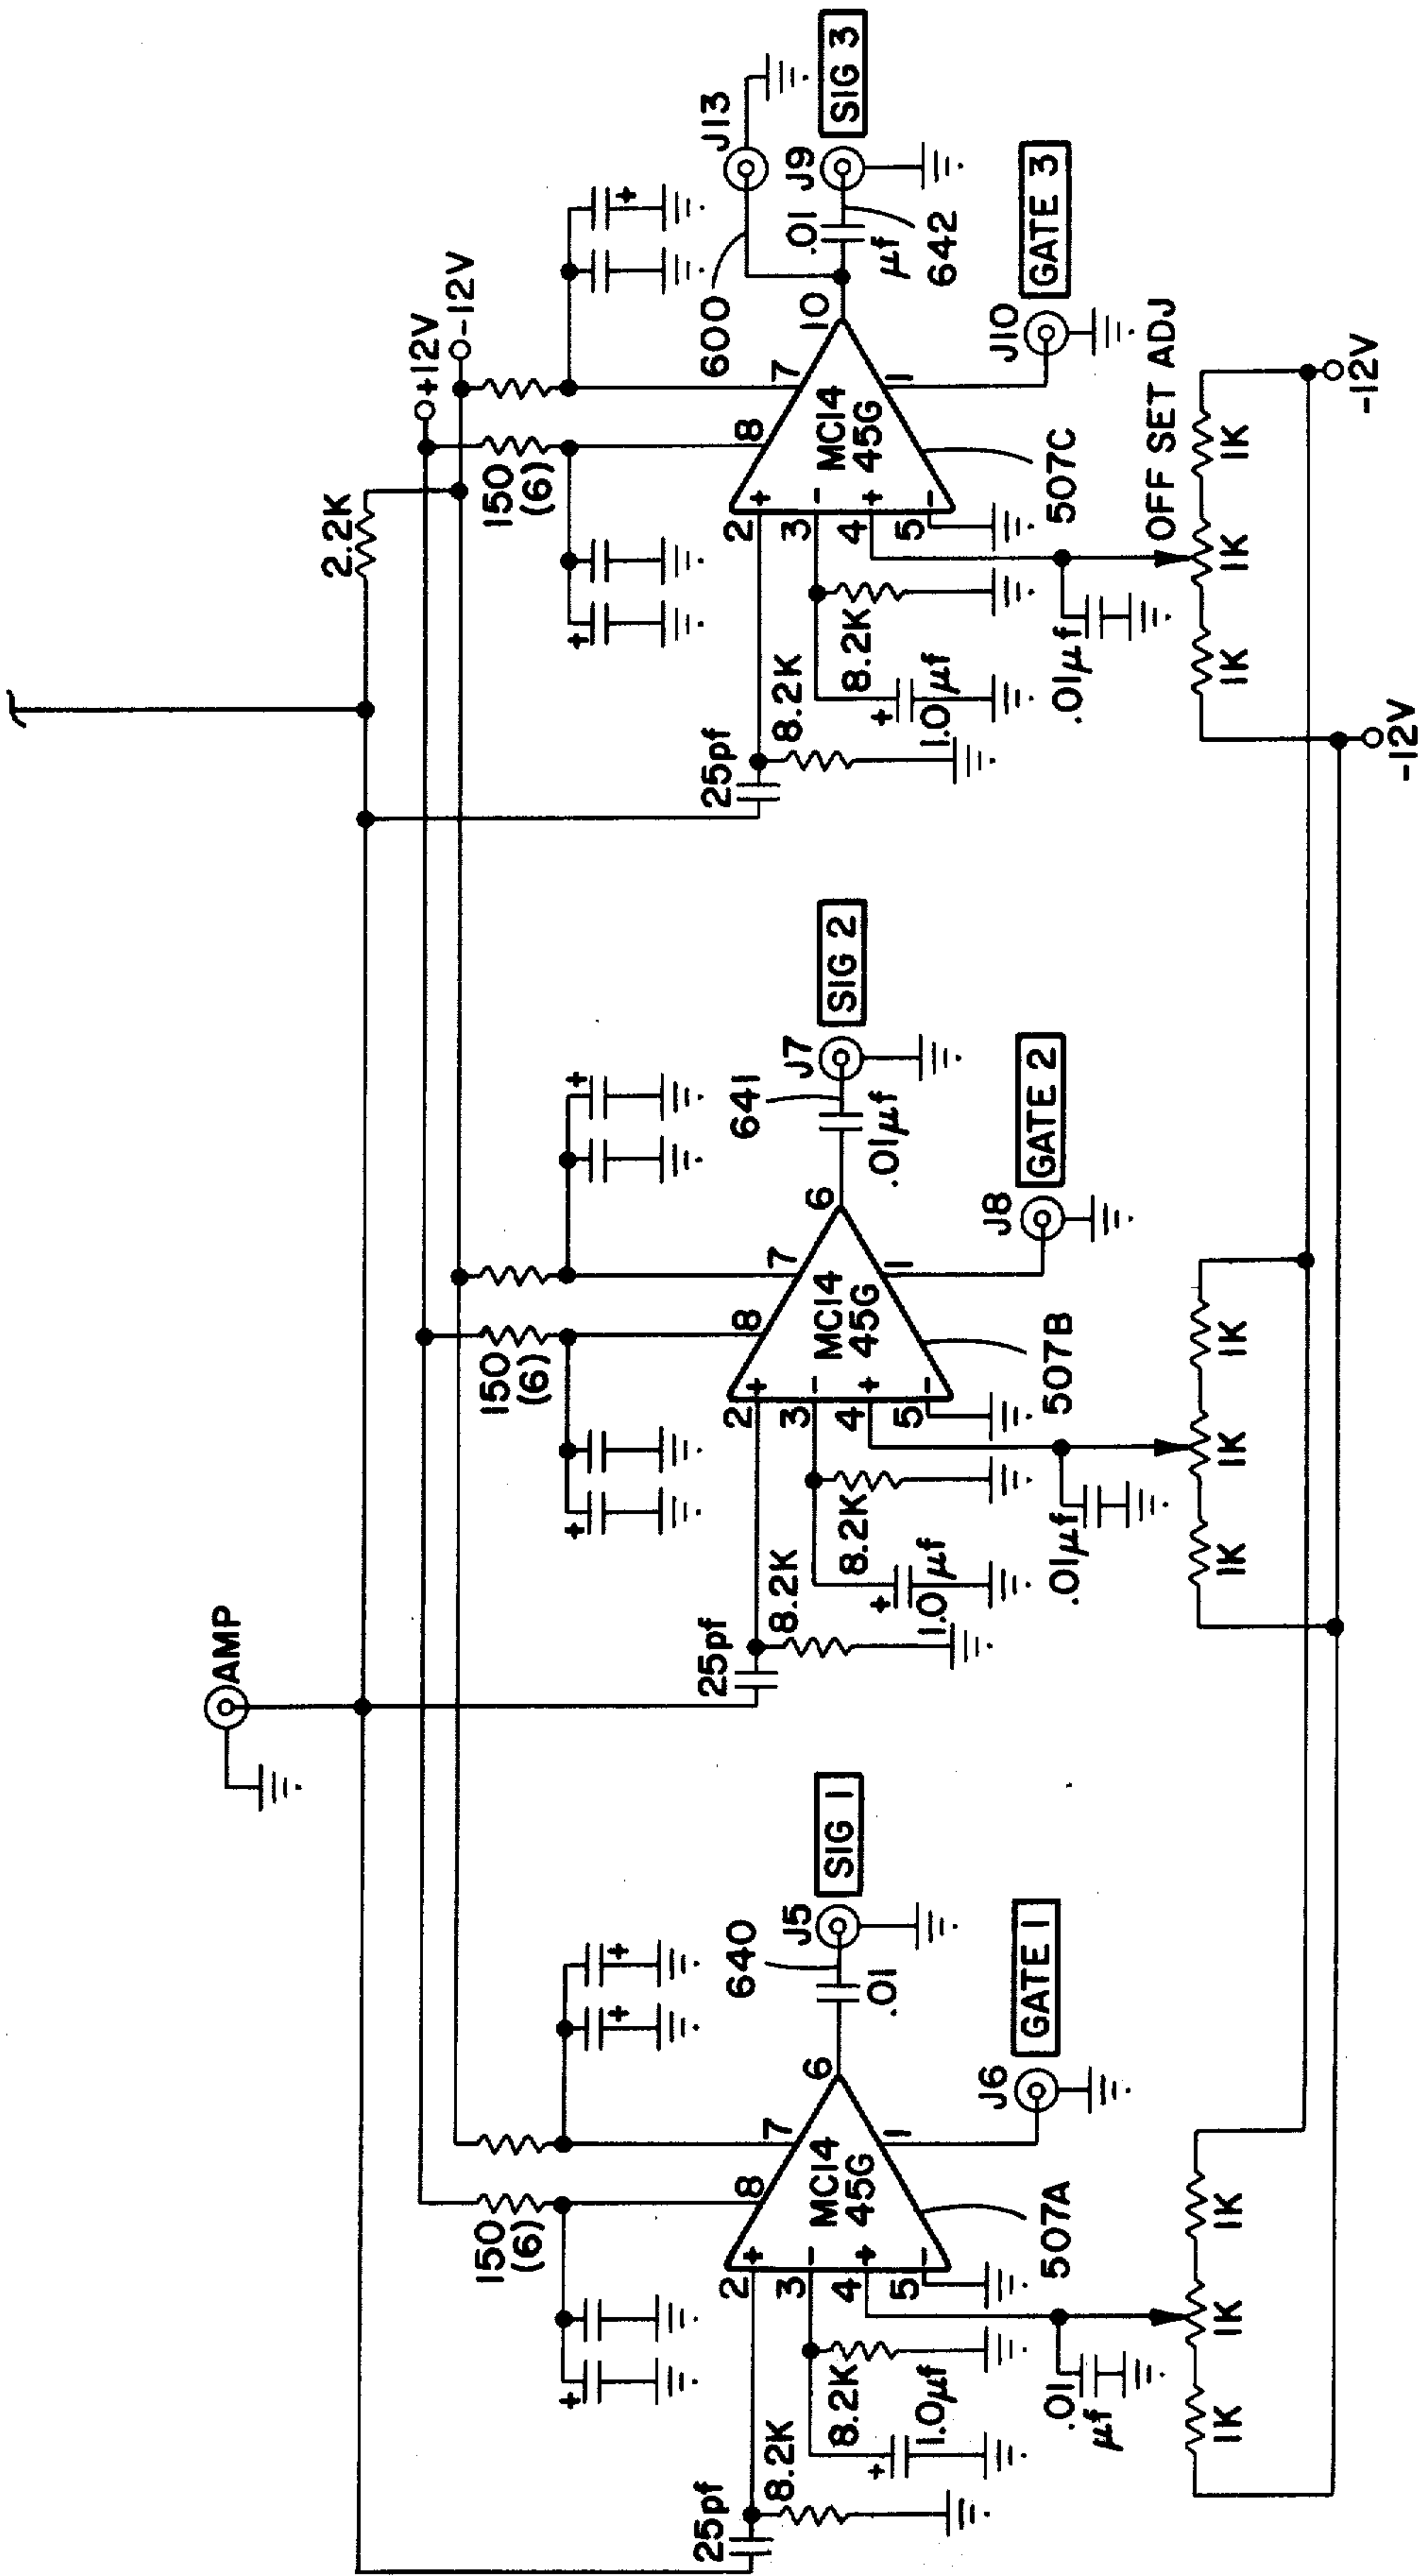 AMP
2.2K
+12V
-12V
150
(6)
150
(6)
150
(6)
25pf
8.2K
2
+
3
-
4
+
5
-
8
7
MC14
45G
6
1
640
.01
J5
SIG 1
8.2K
1.0µf
+
+
+
+
J6
GATE 1
507A
.01
µf
1K
1K
1K
25pf
8.2K
2
+
3
-
4
+
5
-
8
7
MC14
45G
6
1
641
.01µf
J7
SIG 2
8.2K
1.0µf
+
+
+
J8
GATE 2
507B
.01µf
1K
1K
1K
25pf
8.2K
2
+
3
-
4
+
5
-
8
7
MC14
45G
10
1
600
J13
.01
µf
642
J9
SIG 3
8.2K
1.0µf
+
+
+
J10
GATE 3
507C
.01µf
OFF SET ADJ
1K
1K
1K
-12V
-12V